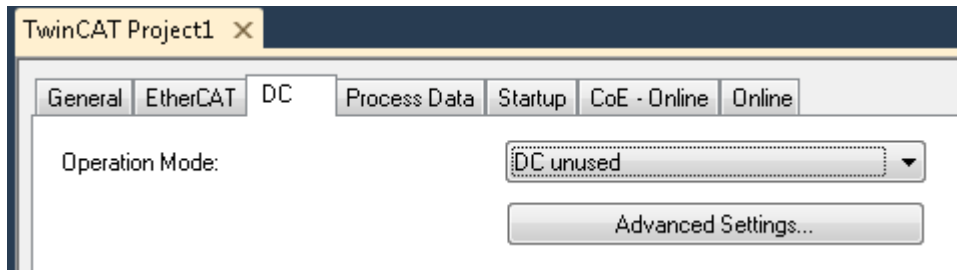 TwinCAT Project1
General EtherCAT DC Process Data Startup CoE - Online Online
Operation Mode: DC unused
Advanced Settings...